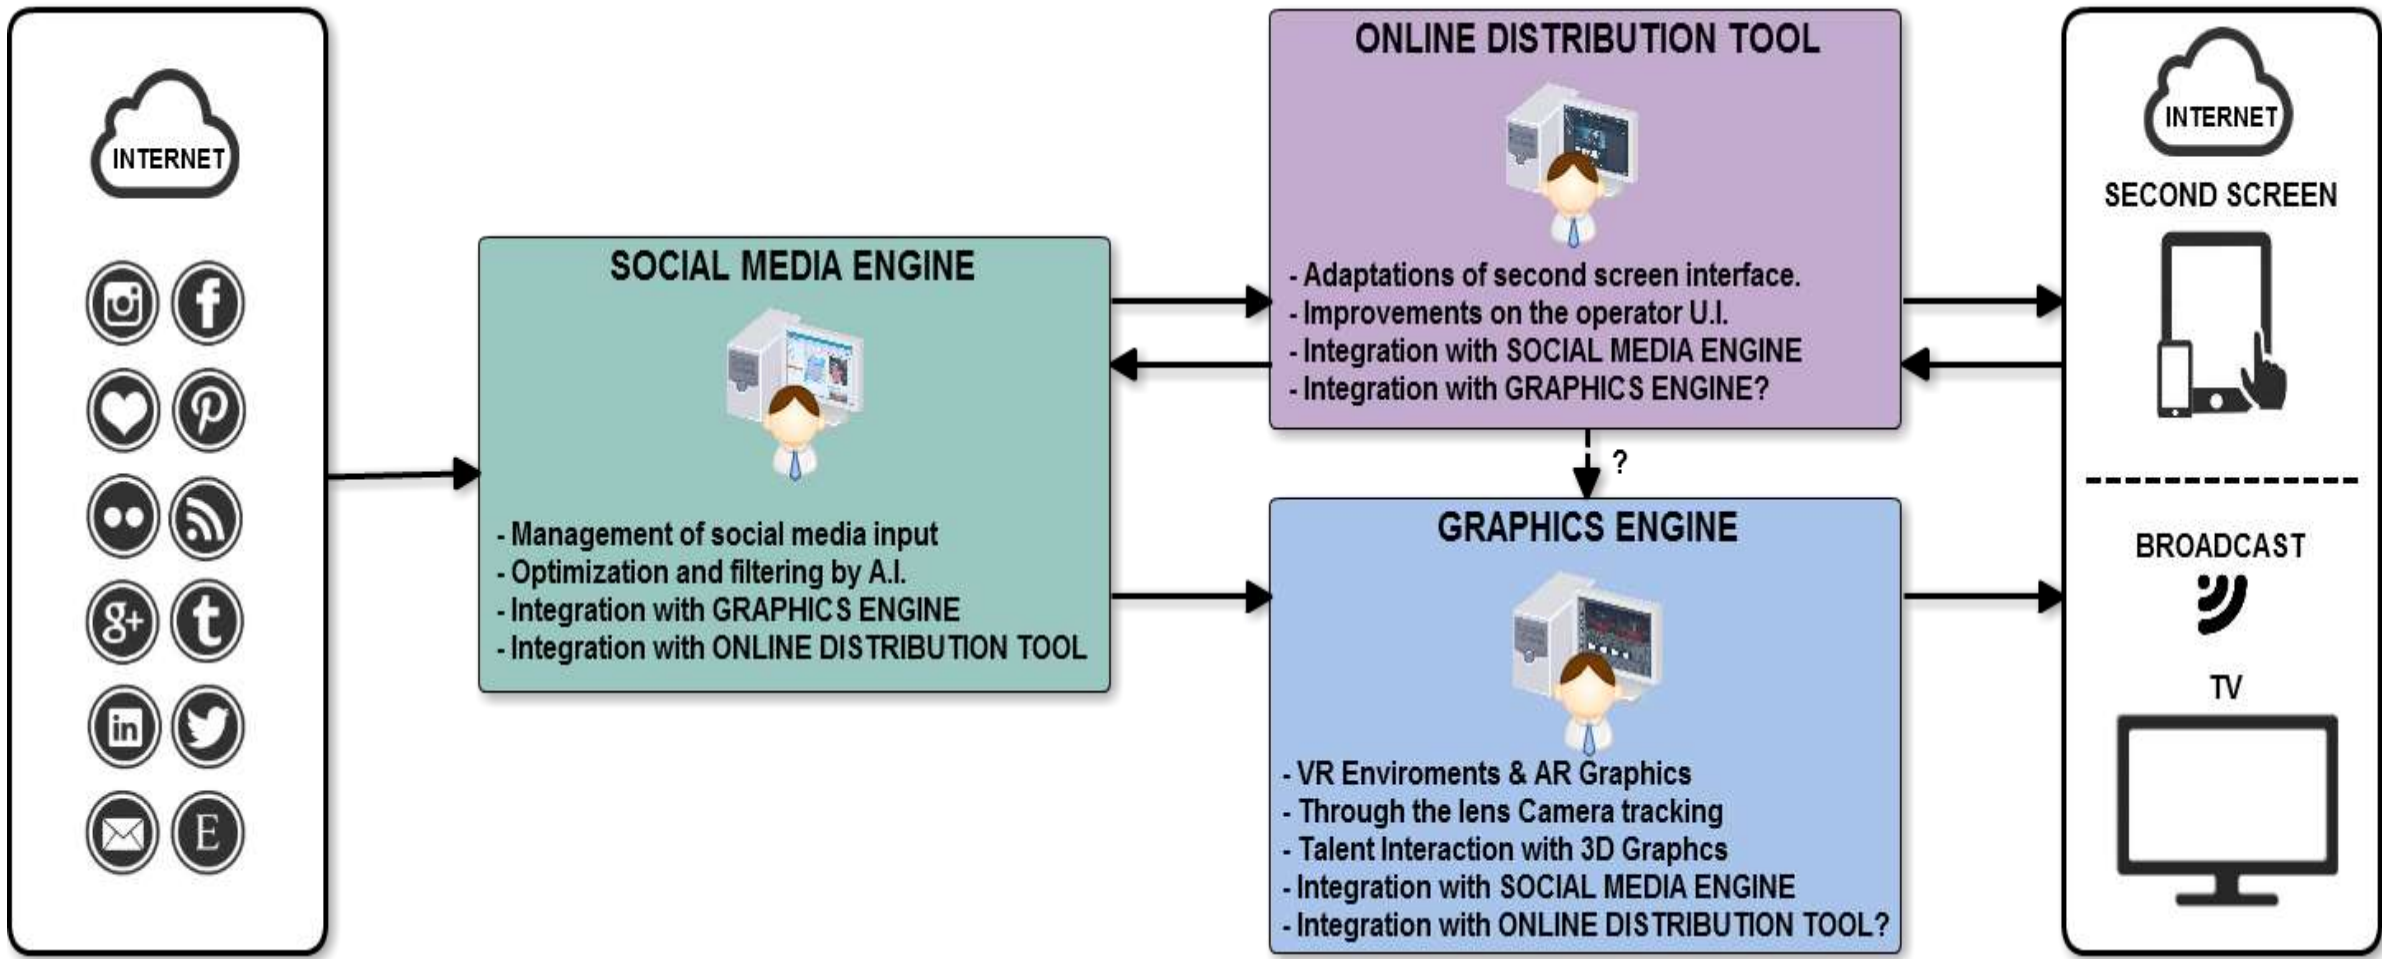 INTERNET
g+
in
E
SOCIAL MEDIA ENGINE
- Management of social media input
- Optimization and filtering by A.I.
- Integration with GRAPHICS ENGINE
- Integration with ONLINE DISTRIBUTION TOOL
ONLINE DISTRIBUTION TOOL
- Adaptations of second screen interface.
- Improvements on the operator U.I.
- Integration with SOCIAL MEDIA ENGINE
- Integration with GRAPHICS ENGINE?
?
GRAPHICS ENGINE
- VR Enviroments & AR Graphics
- Through the lens Camera tracking
- Talent Interaction with 3D Graphcs
- Integration with SOCIAL MEDIA ENGINE
- Integration with ONLINE DISTRIBUTION TOOL?
INTERNET
SECOND SCREEN
BROADCAST
TV